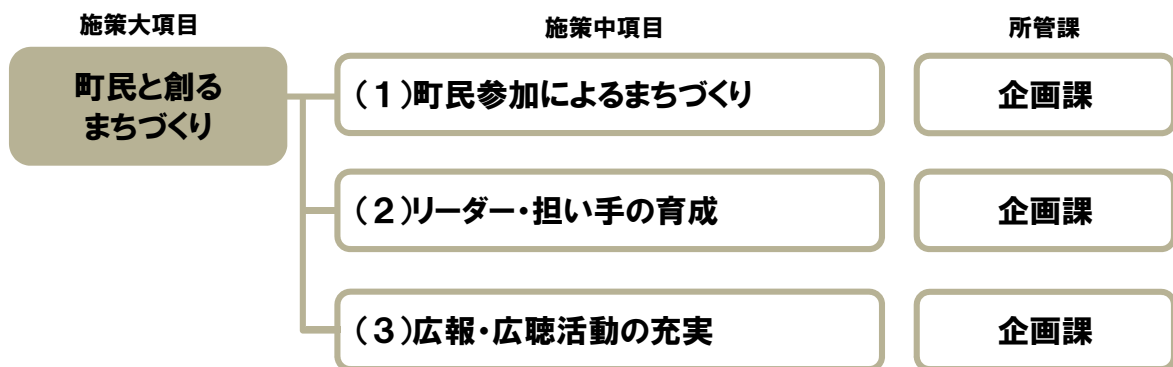 施策大項目
施策中項目
所管課
町民と創る
まちづくり
(1)町民参加によるまちづくり
企画課
(2)リーダー・担い手の育成
企画課
(3)広報・広聴活動の充実
企画課